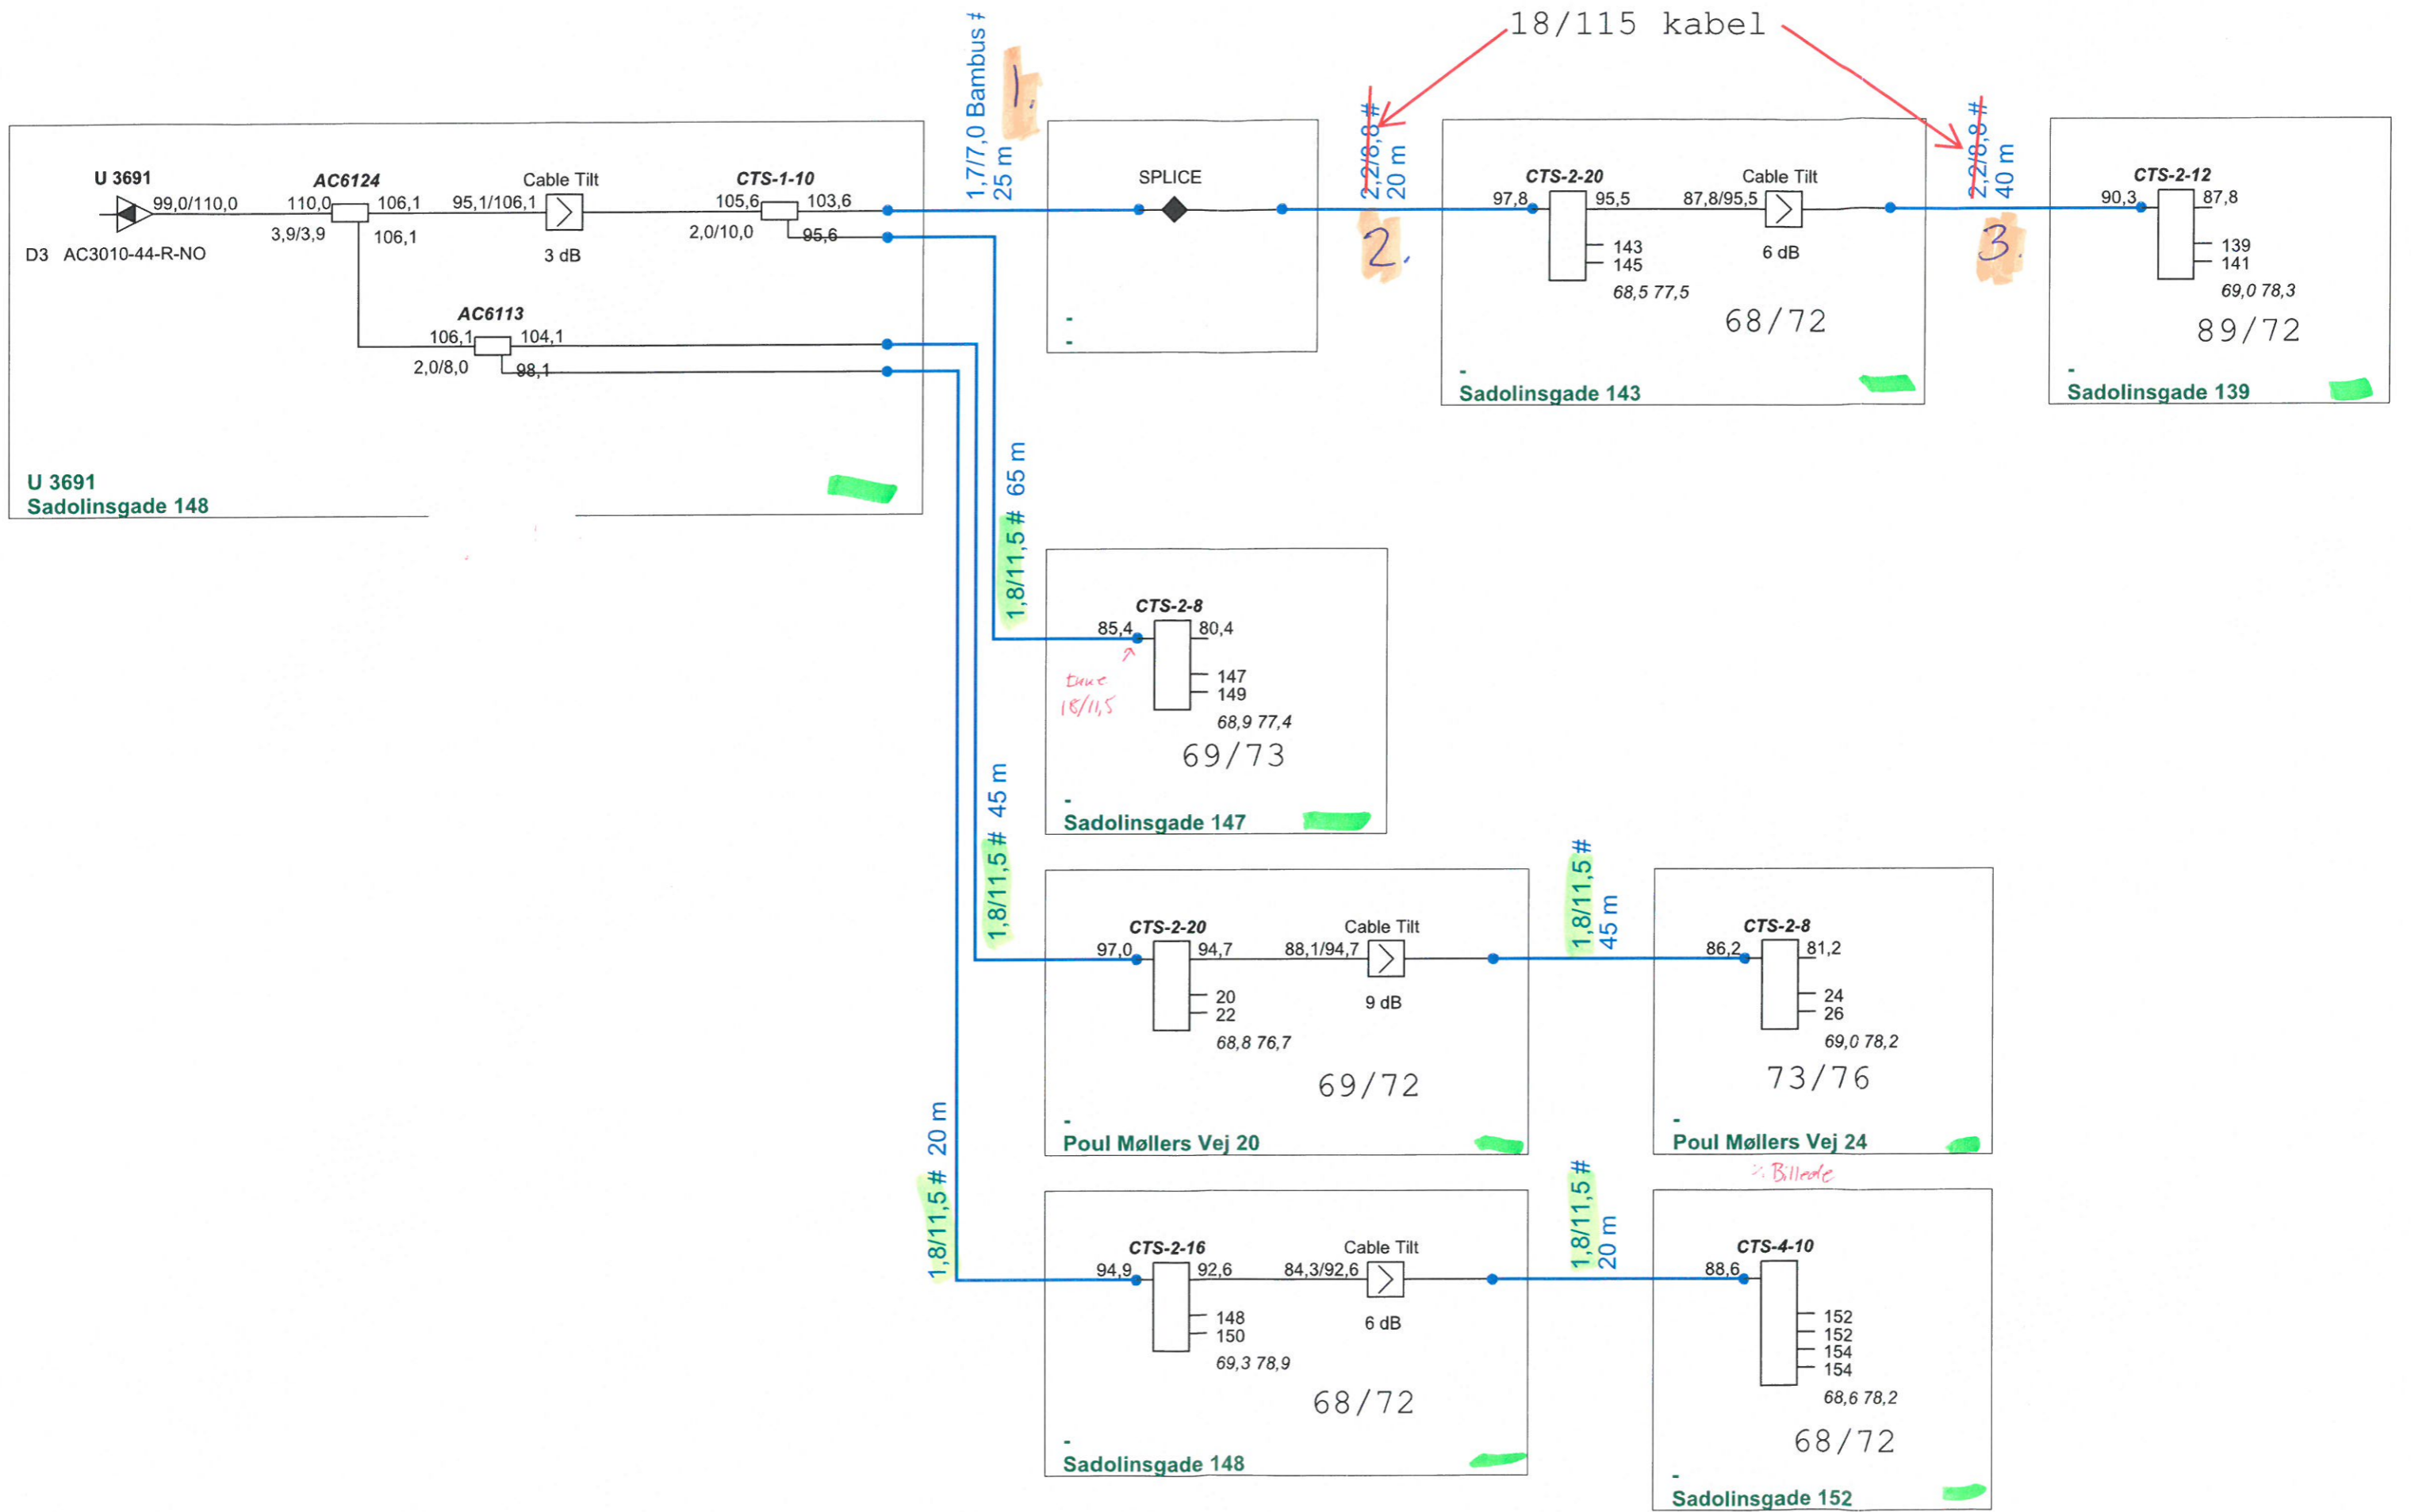 18/115 kabel
1,7/7,0 Bambus #
25 m
1.
2,2/8,8 #
20 m
2.
2,2/8,8 #
40 m
3.
U 3691
99,0/110,0
D3 AC3010-44-R-NO
AC6124
110,0
106,1
3,9/3,9
106,1
Cable Tilt
95,1/106,1
3 dB
CTS-1-10
105,6
103,6
2,0/10,0
95,6
AC6113
106,1
104,1
2,0/8,0
98,1
U 3691
Sadolinsgade 148
SPLICE
-
-
CTS-2-20
97,8
95,5
143
145
68,5 77,5
Cable Tilt
87,8/95,5
6 dB
68/72
-
Sadolinsgade 143
CTS-2-12
90,3
87,8
139
141
69,0 78,3
89/72
-
Sadolinsgade 139
1,8/11,5 # 65 m
CTS-2-8
85,4
80,4
18/11,5
147
149
68,9 77,4
69/73
-
Sadolinsgade 147
1,8/11,5 # 45 m
CTS-2-20
97,0
94,7
20
22
68,8 76,7
Cable Tilt
88,1/94,7
9 dB
69/72
-
Poul Møllers Vej 20
1,8/11,5 #
45 m
CTS-2-8
86,2
81,2
24
26
69,0 78,2
73/76
-
Poul Møllers Vej 24
Billede
1,8/11,5 # 20 m
CTS-2-16
94,9
92,6
148
150
69,3 78,9
Cable Tilt
84,3/92,6
6 dB
68/72
-
Sadolinsgade 148
1,8/11,5 #
20 m
CTS-4-10
88,6
152
152
154
154
68,6 78,2
68/72
-
Sadolinsgade 152